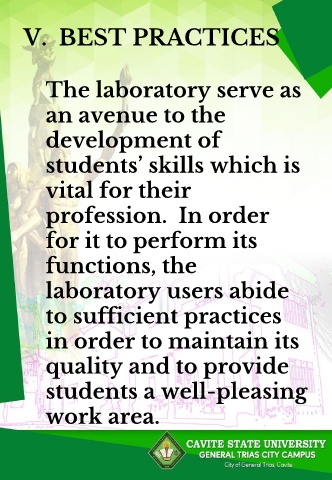 V.  BEST PRACTICES
The laboratory serve as
an avenue to the
development of
students’ skills which is
vital for their
profession.  In order
for it to perform its
functions, the
laboratory users abide
to sufficient practices
in order to maintain its
quality and to provide
students a well-pleasing
work area.
CAVITE STATE UNIVERSITY
GENERAL TRIAS CITY CAMPUS
City of General Trias, Cavite